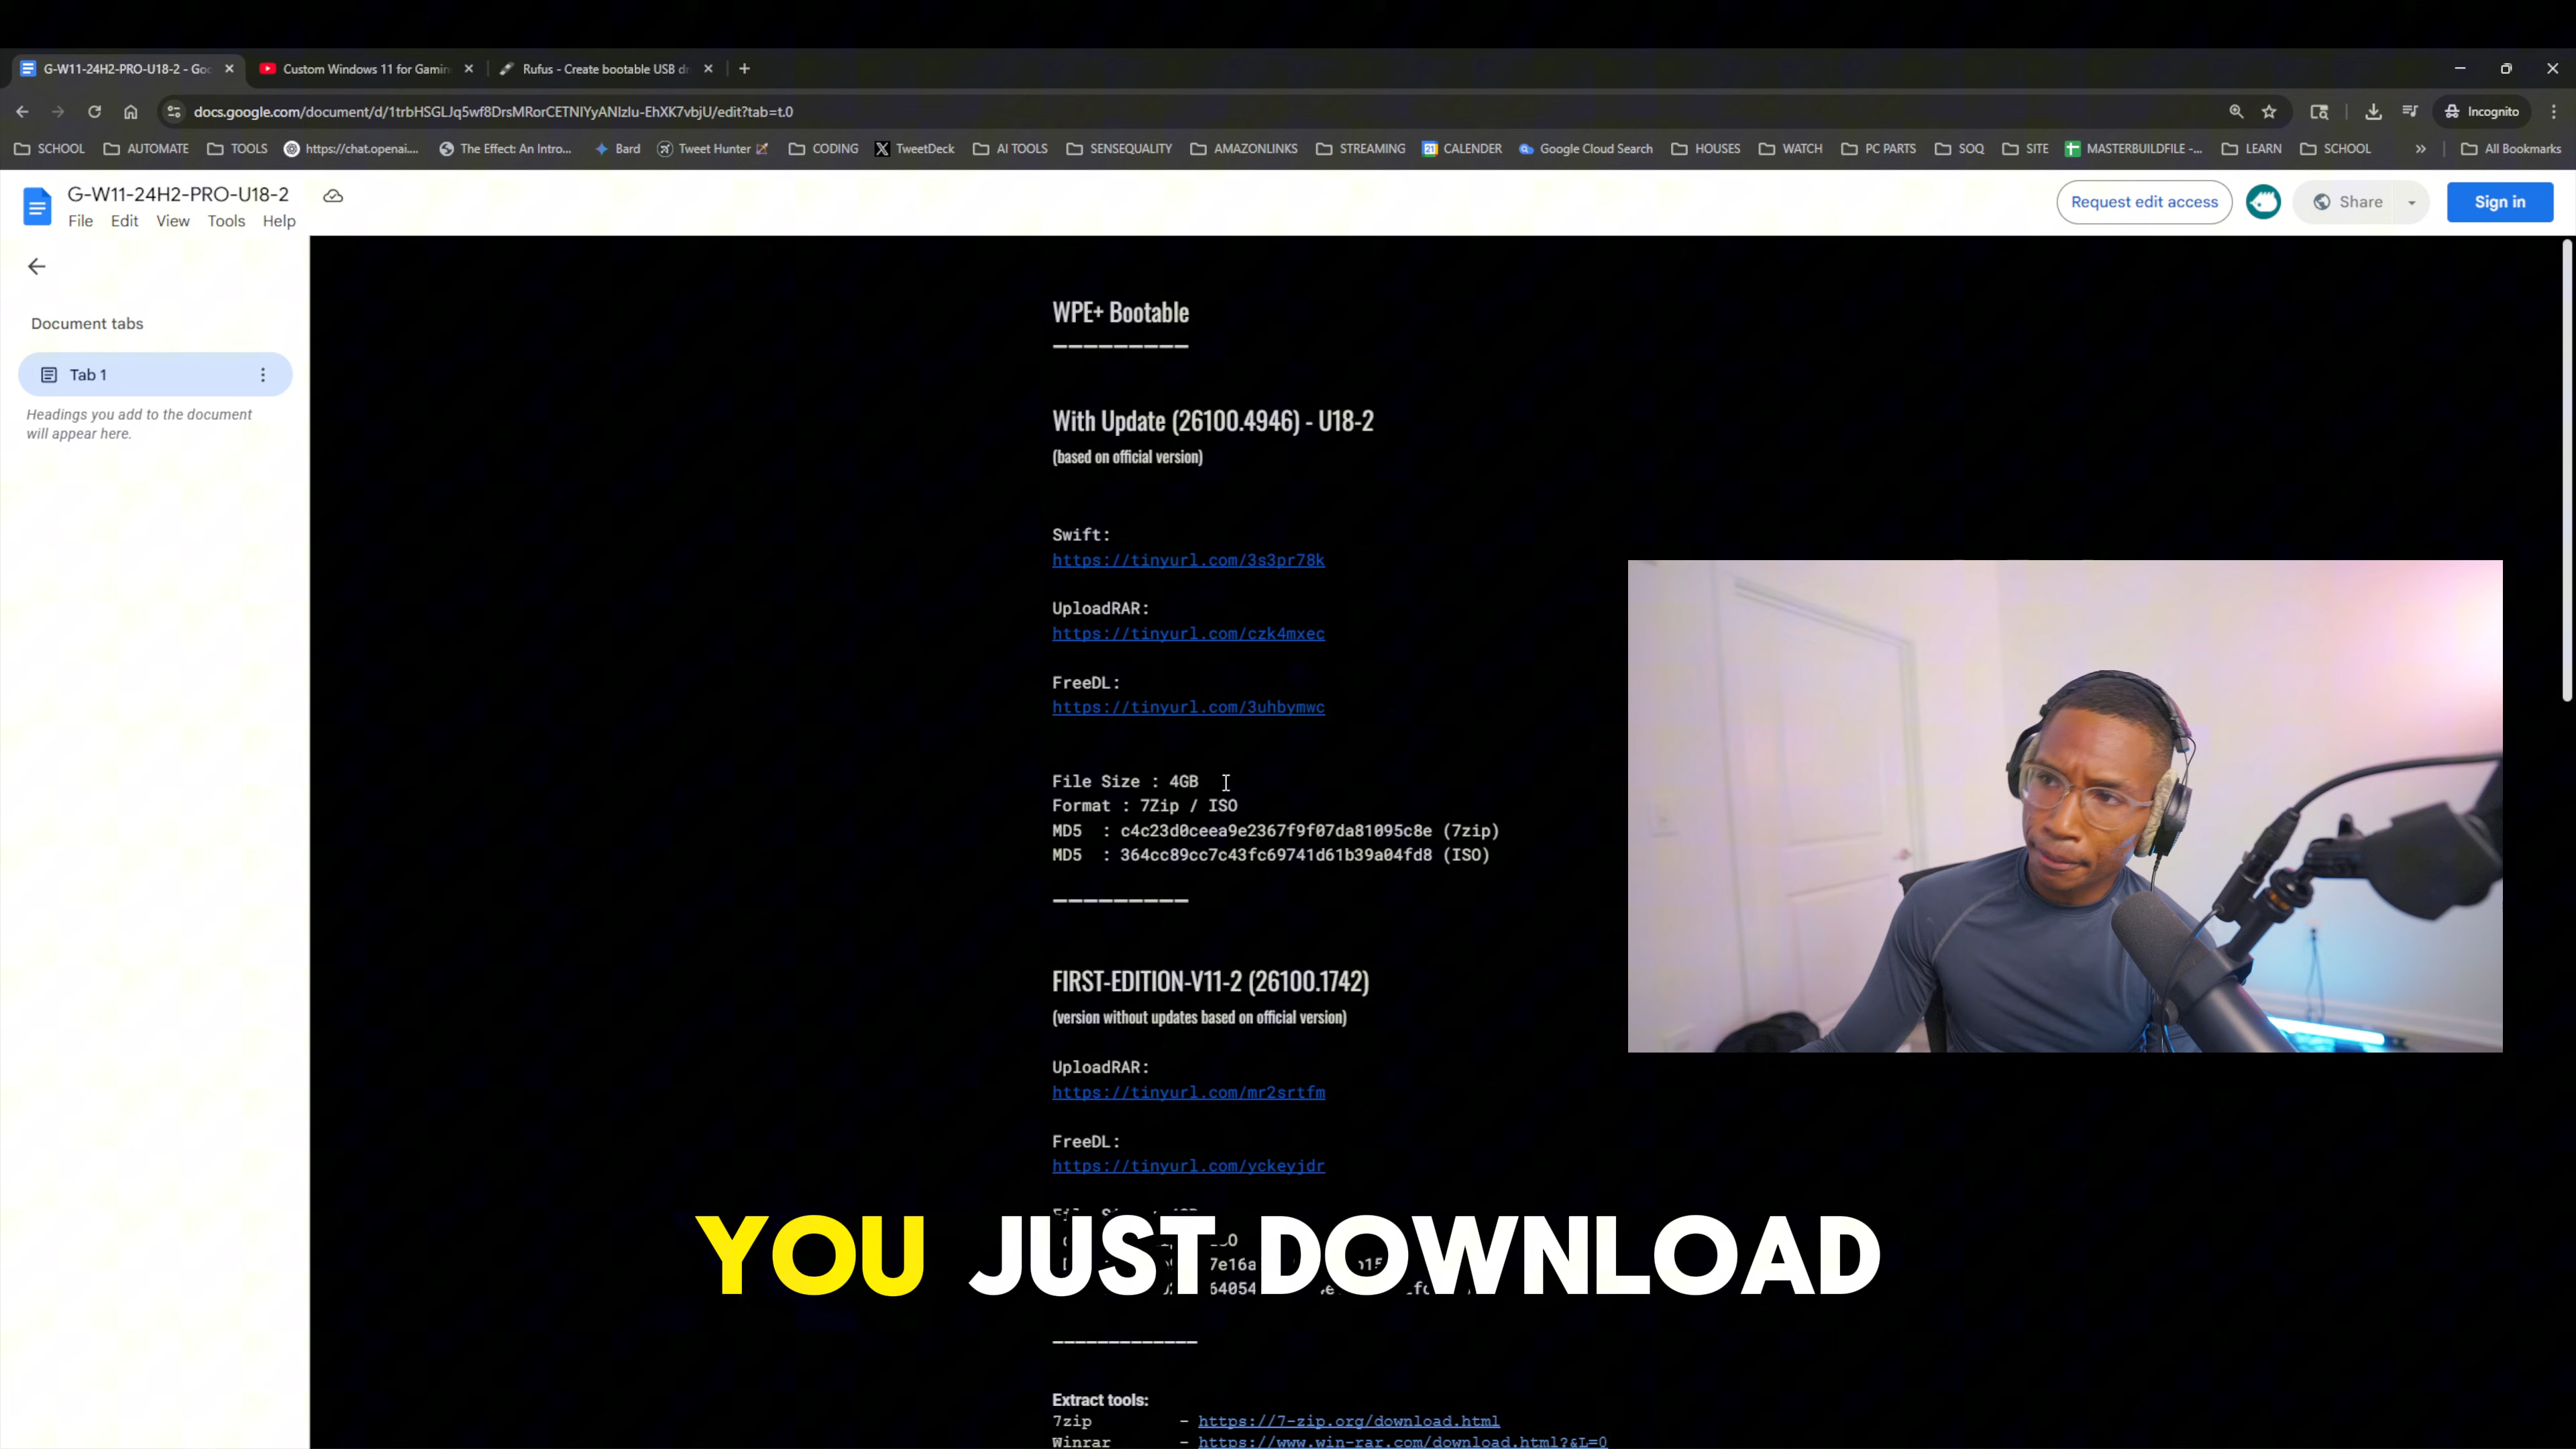 G-W11-24H2-PRO-U18-2 - Goo
Custom Windows 11 for Gaming
Rufus - Create bootable USB dr
docs.google.com/document/d/1trbHSGLJq5wf8DrsMRorCETNIYyANIzlu-EhXK7vbjU/edit?tab=t.0
Incognito
SCHOOL AUTOMATE TOOLS https://chat.openai.... The Effect: An Intro... Bard Tweet Hunter CODING TweetDeck AI TOOLS SENSEQUALITY AMAZONLINKS STREAMING CALENDER Google Cloud Search HOUSES WATCH PC PARTS SOQ SITE MASTERBUILDFILE -... LEARN SCHOOL » All Bookmarks
G-W11-24H2-PRO-U18-2
File Edit View Tools Help
Request edit access
Share
Sign in
Document tabs
Tab 1
Headings you add to the document
will appear here.
WPE+ Bootable
—————————
With Update (26100.4946) - U18-2
(based on official version)
Swift:
https://tinyurl.com/3s3pr78k
UploadRAR:
https://tinyurl.com/czk4mxec
FreeDL:
https://tinyurl.com/3uhbymwc
File Size : 4GB
Format : 7Zip / ISO
MD5 : c4c23d0ceea9e2367f9f07da81095c8e (7zip)
MD5 : 364cc89cc7c43fc69741d61b39a04fd8 (ISO)
—————————
FIRST-EDITION-V11-2 (26100.1742)
(version without updates based on official version)
UploadRAR:
https://tinyurl.com/mr2srtfm
FreeDL:
https://tinyurl.com/yckeyjdr
YOU JUST DOWNLOAD
Extract tools:
7zip - https://7-zip.org/download.html
Winrar - https://www.win-rar.com/download.html?&L=0